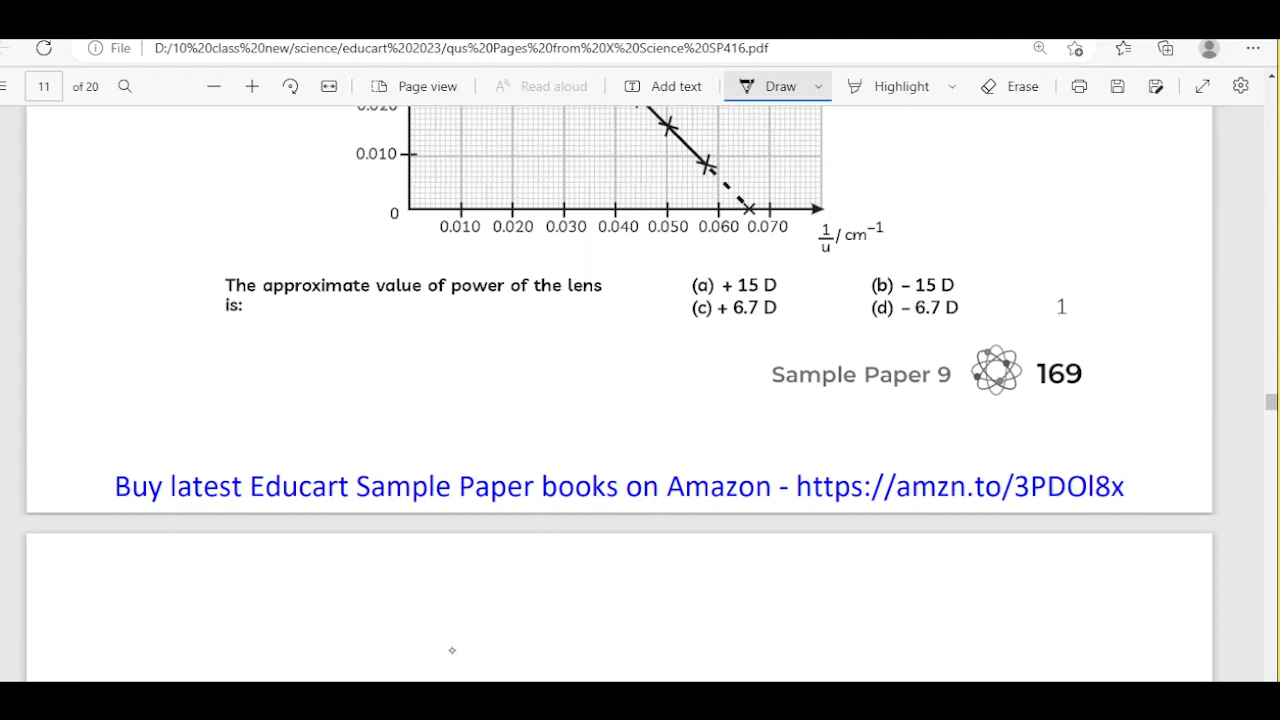 File D:/10%20class%20new/science/educart%202023/qus%20Pages%20from%20X%20Science%20SP416.pdf
11 of 20 Page view Read aloud Add text Draw Highlight Erase
0.020
0.010
0
0.010 0.020 0.030 0.040 0.050 0.060 0.070
1/u / cm⁻¹
The approximate value of power of the lens
is:
(a) + 15 D (b) – 15 D
(c) + 6.7 D (d) – 6.7 D 1
Sample Paper 9 169
Buy latest Educart Sample Paper books on Amazon - https://amzn.to/3PDOl8x